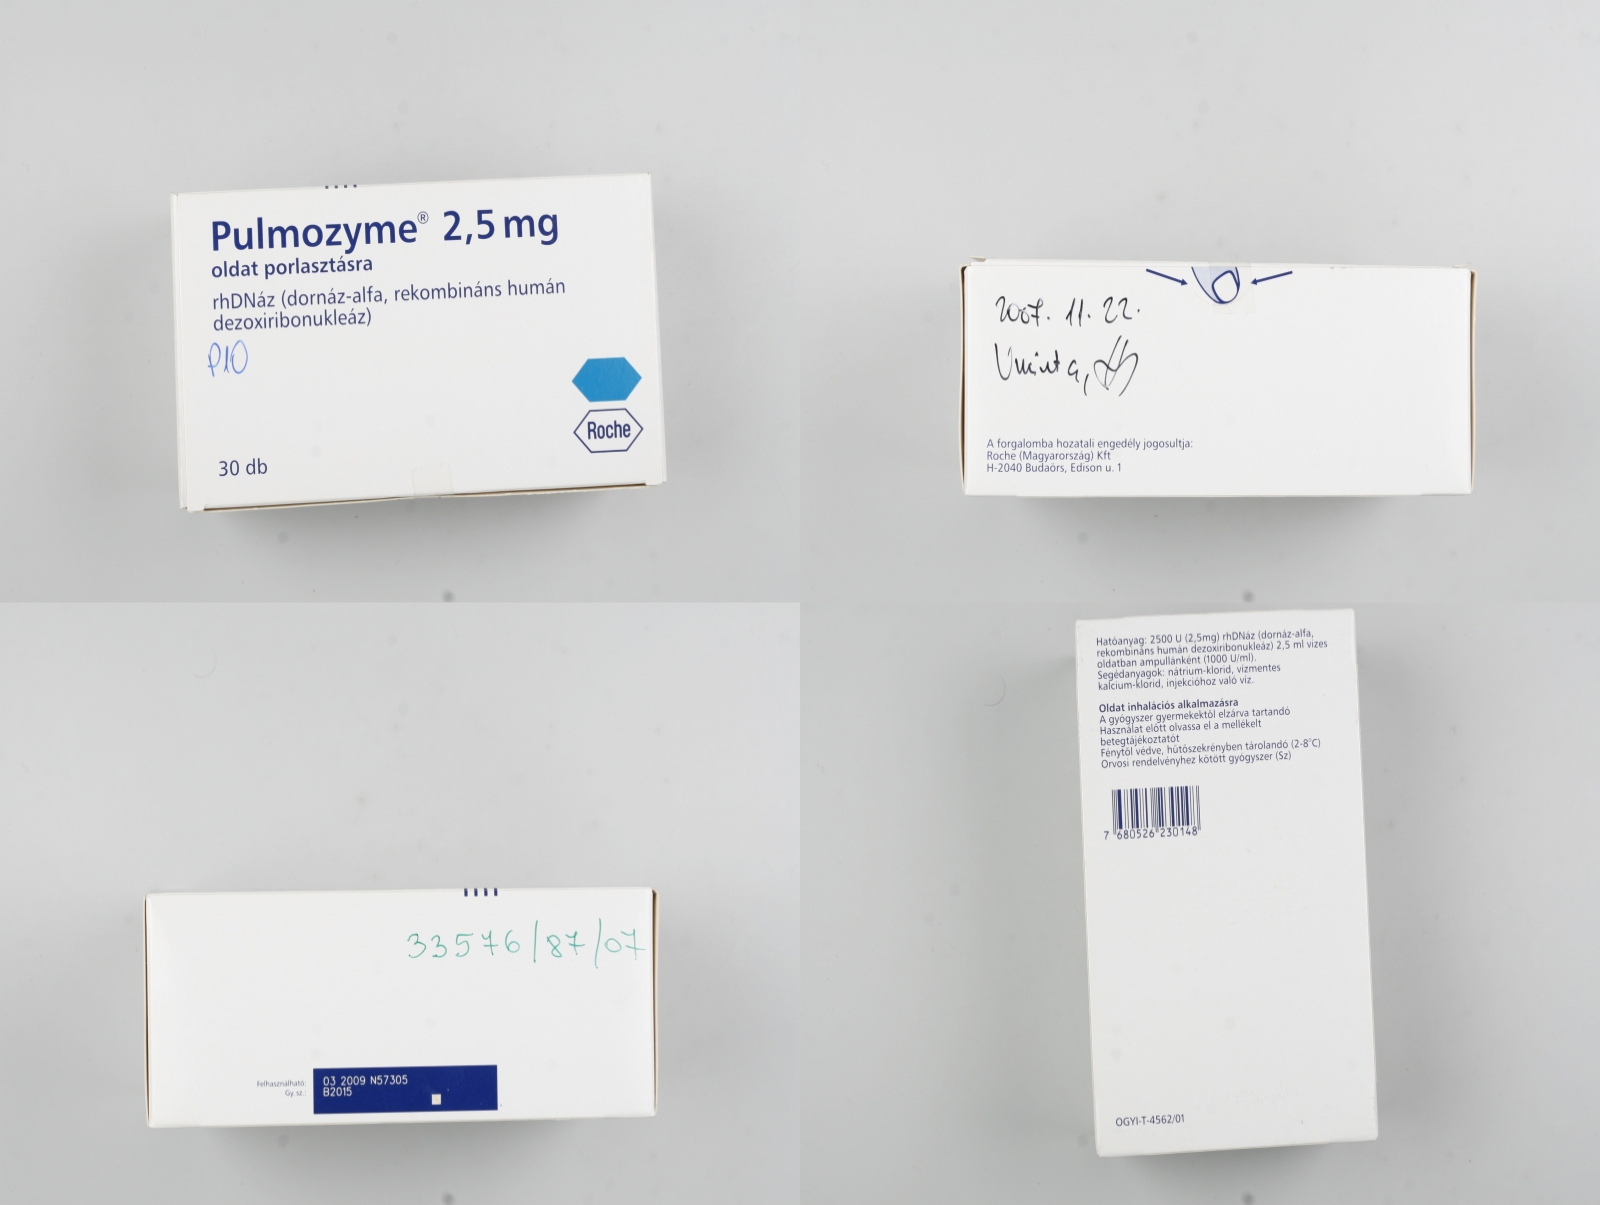 Pulmozyme® 2,5 mg
oldat porlasztásra
rhDNáz (dornáz-alfa, rekombináns humán
dezoxiribonukleáz)
P10
Roche
30 db
2007. 11. 22.
A forgalomba hozatali engedély jogosultja:
Roche (Magyarország) Kft
H-2040 Budaörs, Edison u. 1
33576/87/07
Felhasználható: 03 2009 N57305
Gy. sz.: B2015
Hatóanyag: 2500 U (2,5mg) rhDNáz (dornáz-alfa,
rekombináns humán dezoxiribonukleáz) 2,5 ml vizes
oldatban ampullánként (1000 U/ml).
Segédanyagok: nátrium-klorid, vízmentes
kalcium-klorid, injekcióhoz való víz.
Oldat inhalációs alkalmazásra
A gyógyszer gyermekektől elzárva tartandó
Használat előtt olvassa el a mellékelt
betegtájékoztatót
Fénytől védve, hűtőszekrényben tárolandó (2-8°C)
Orvosi rendelvényhez kötött gyógyszer (Sz)
7 680526 230148
OGYI-T-4562/01